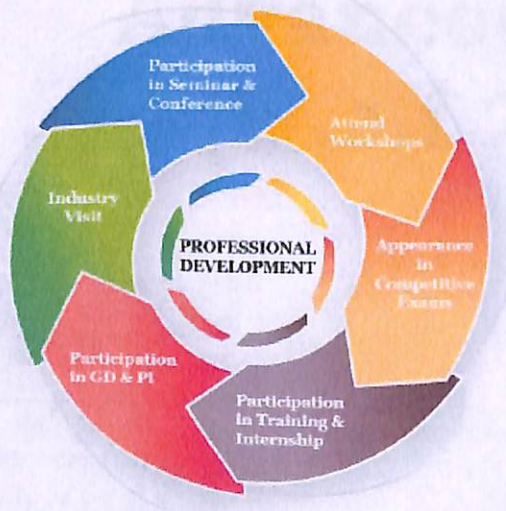 Participation
in Seminar &
Conference
Attend
Workshops
Appearance
in
Competitive
Exams
Participation
in Training &
Internship
Participation
in GD & PI
Industry
Visit
PROFESSIONAL
DEVELOPMENT